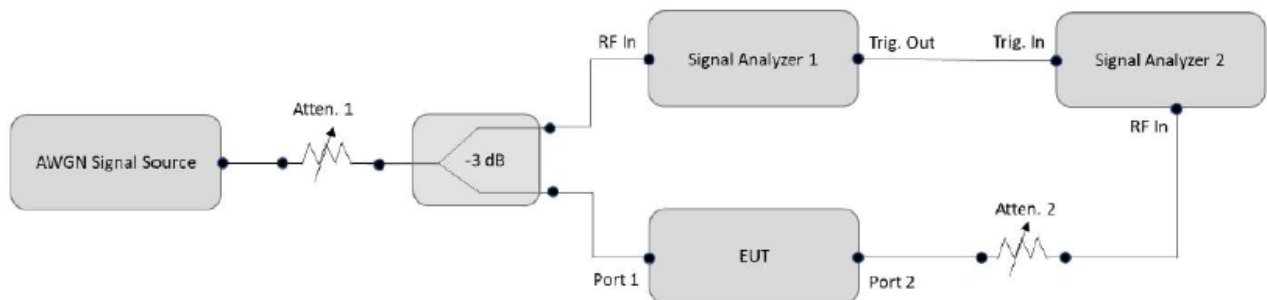 RF In
Signal Analyzer 1
Trig. Out
Trig. In
Signal Analyzer 2
Atten. 1
RF In
AWGN Signal Source
-3 dB
Atten. 2
Port 1
EUT
Port 2